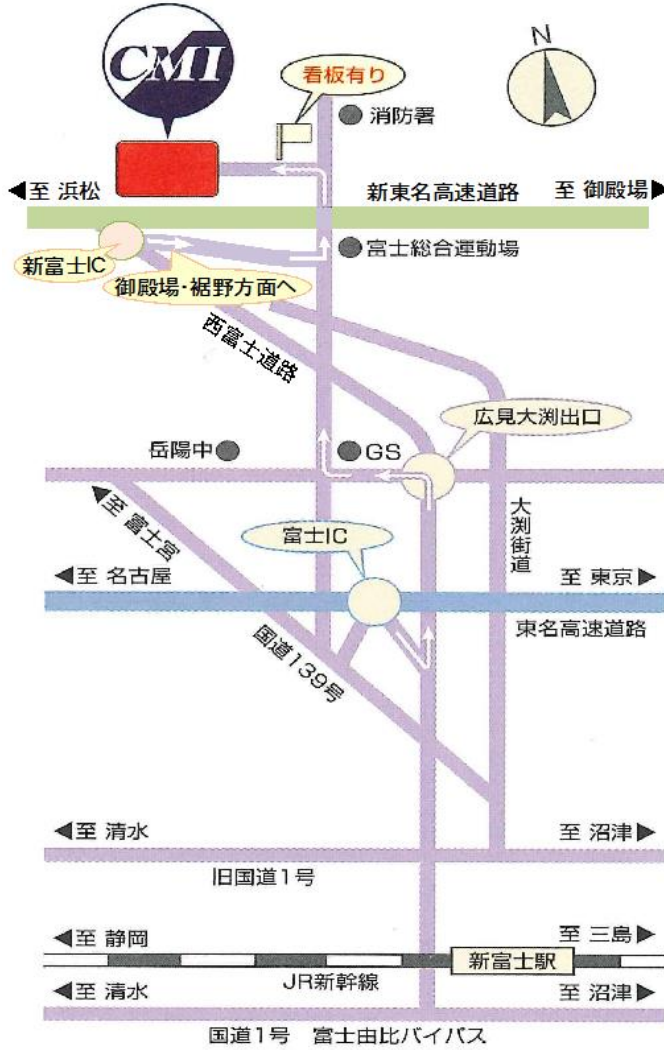 CMI
N
看板有り
消防署
至 浜松
新東名高速道路
至 御殿場
新富士IC
富士総合運動場
御殿場・裾野方面へ
西富士道路
広見大渕出口
岳陽中
GS
至 富士宮
大渕街道
富士IC
至 名古屋
至 東京
東名高速道路
国道139号
至 清水
至 沼津
旧国道1号
至 静岡
至 三島
新富士駅
JR新幹線
至 清水
至 沼津
国道1号 富士由比バイパス